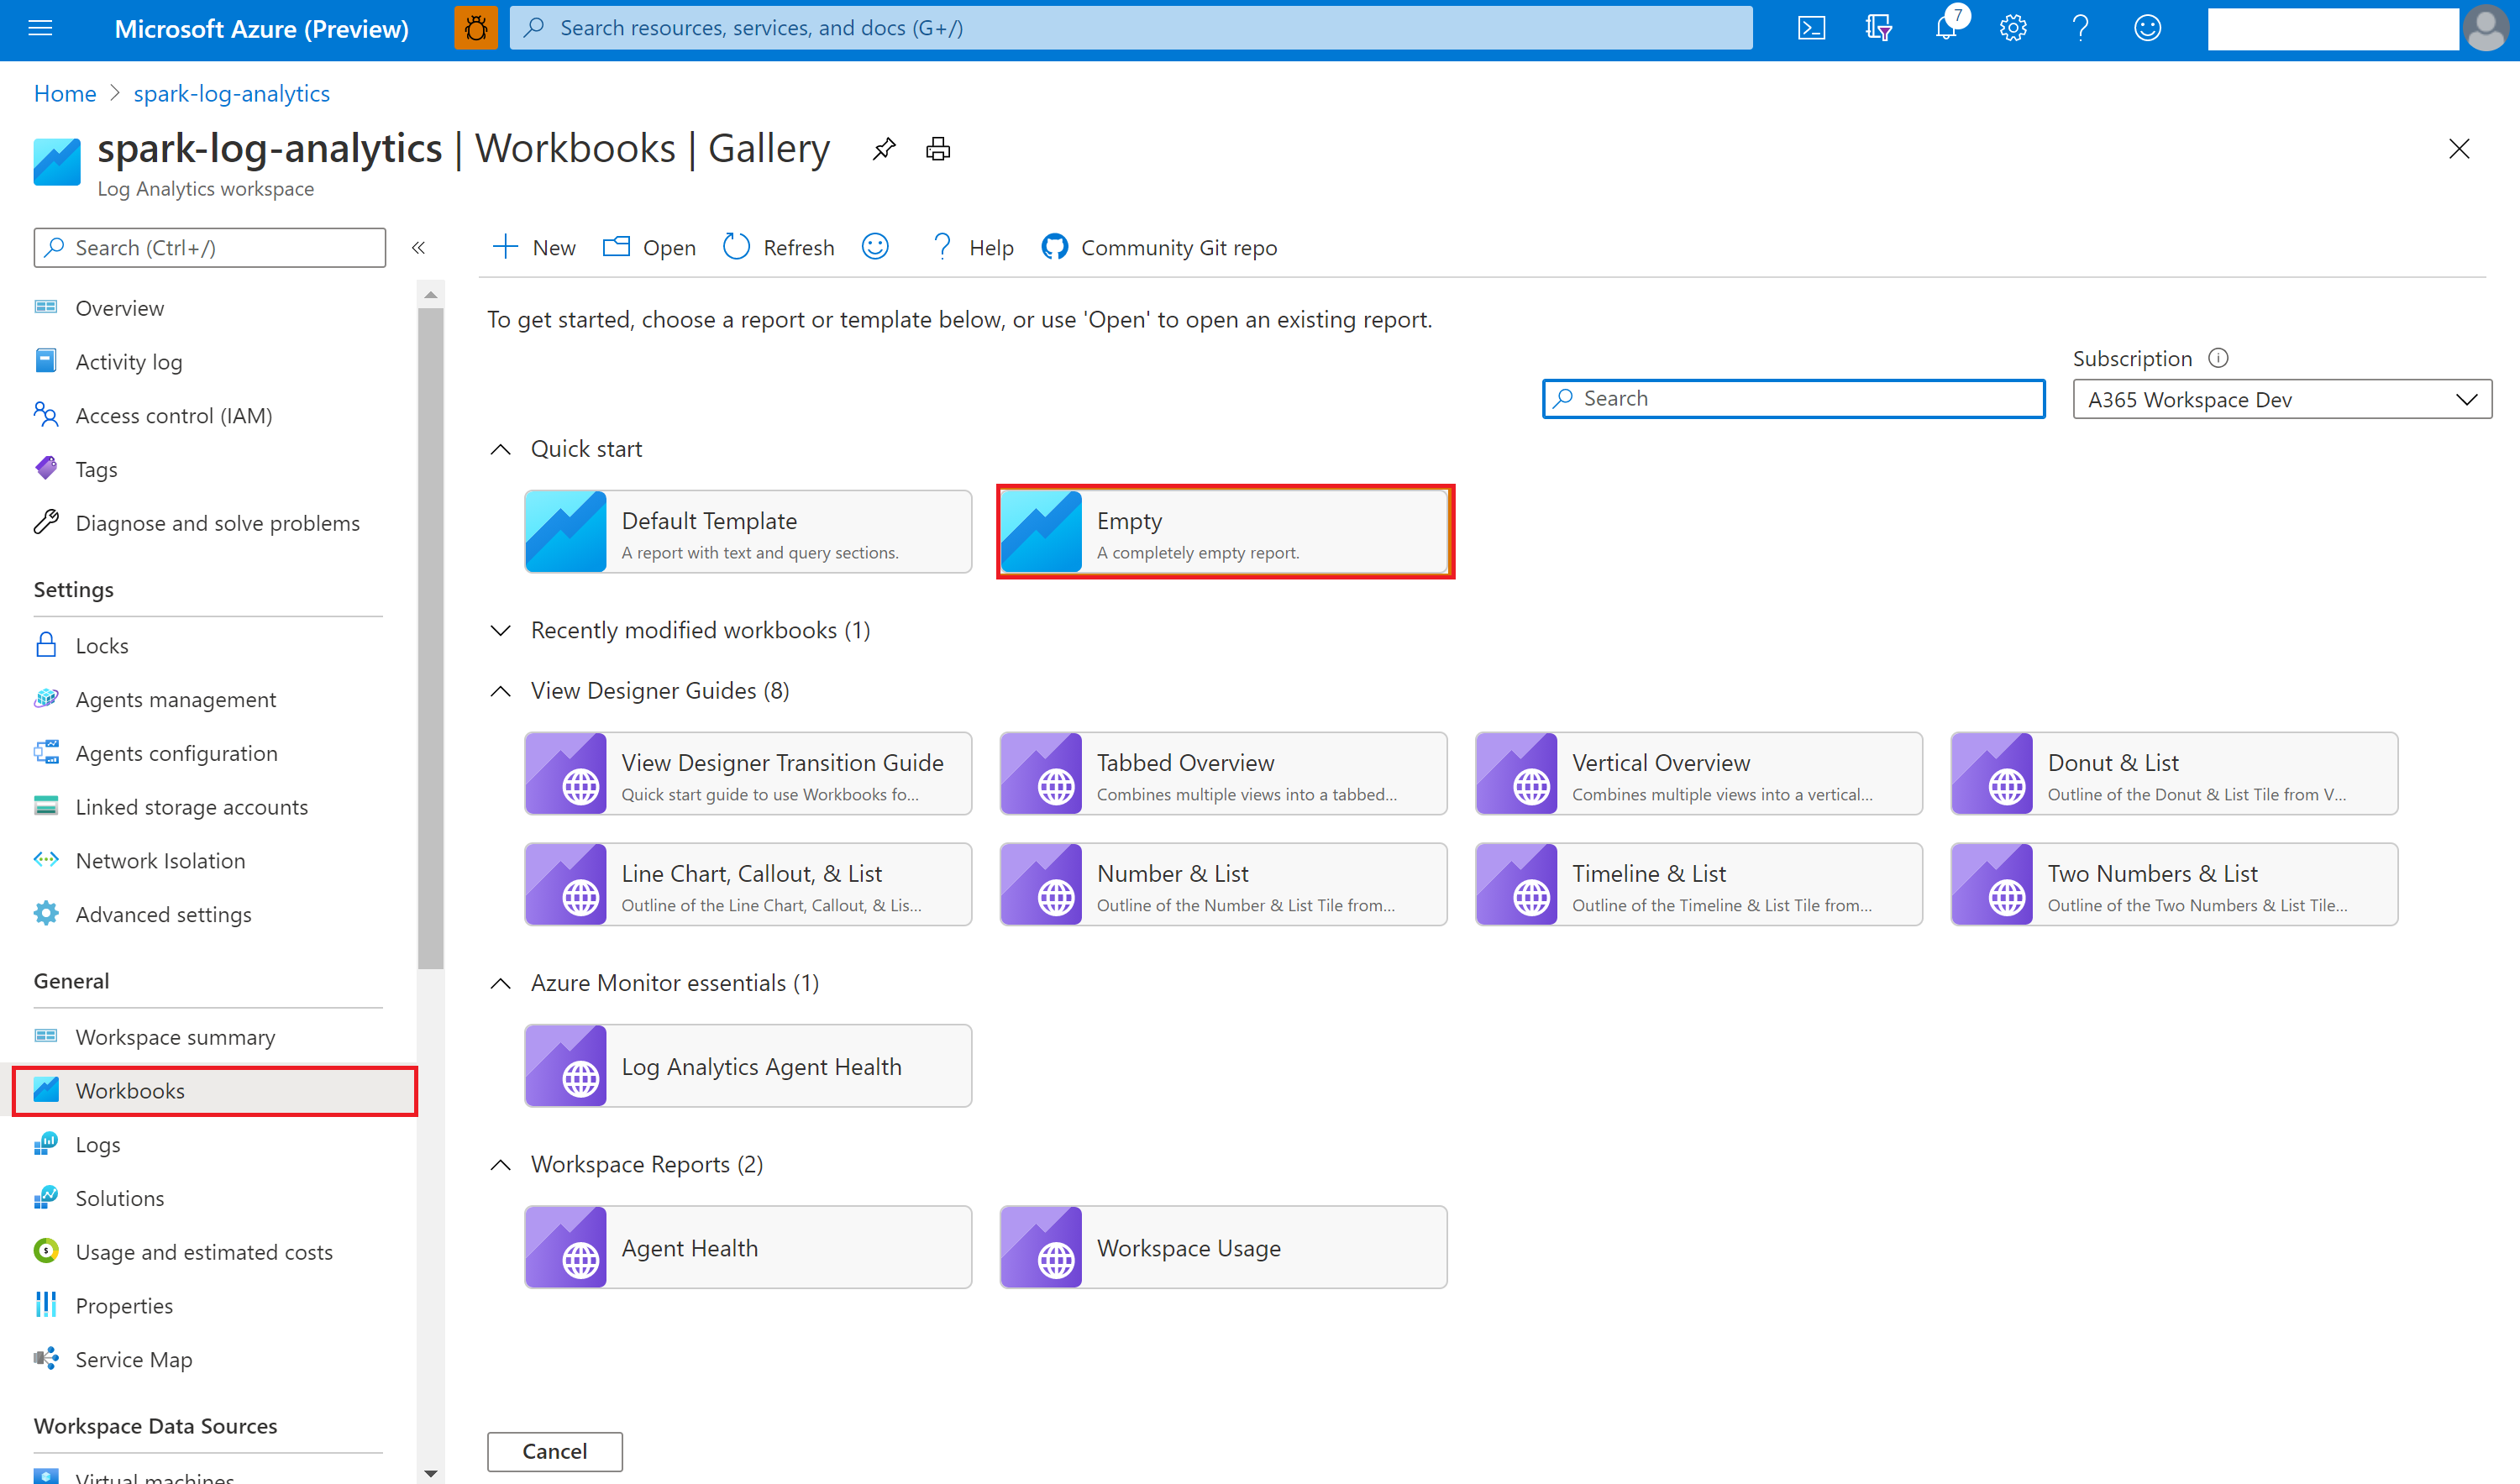 Microsoft Azure (Preview)
Search resources, services, and docs (G+/)
7
Home > spark-log-analytics
spark-log-analytics | Workbooks | Gallery
Log Analytics workspace
Search (Ctrl+/)
«
New
Open
Refresh
Help
Community Git repo
Overview
Activity log
Access control (IAM)
Tags
Diagnose and solve problems
Settings
Locks
Agents management
Agents configuration
Linked storage accounts
Network Isolation
Advanced settings
General
Workspace summary
Workbooks
Logs
Solutions
Usage and estimated costs
Properties
Service Map
Workspace Data Sources
Virtual machines
To get started, choose a report or template below, or use 'Open' to open an existing report.
Subscription
Search
A365 Workspace Dev
Quick start
Default Template
A report with text and query sections.
Empty
A completely empty report.
Recently modified workbooks (1)
View Designer Guides (8)
View Designer Transition Guide
Quick start guide to use Workbooks fo...
Tabbed Overview
Combines multiple views into a tabbed...
Vertical Overview
Combines multiple views into a vertical...
Donut & List
Outline of the Donut & List Tile from V...
Line Chart, Callout, & List
Outline of the Line Chart, Callout, & Lis...
Number & List
Outline of the Number & List Tile from...
Timeline & List
Outline of the Timeline & List Tile from...
Two Numbers & List
Outline of the Two Numbers & List Tile...
Azure Monitor essentials (1)
Log Analytics Agent Health
Workspace Reports (2)
Agent Health
Workspace Usage
Cancel